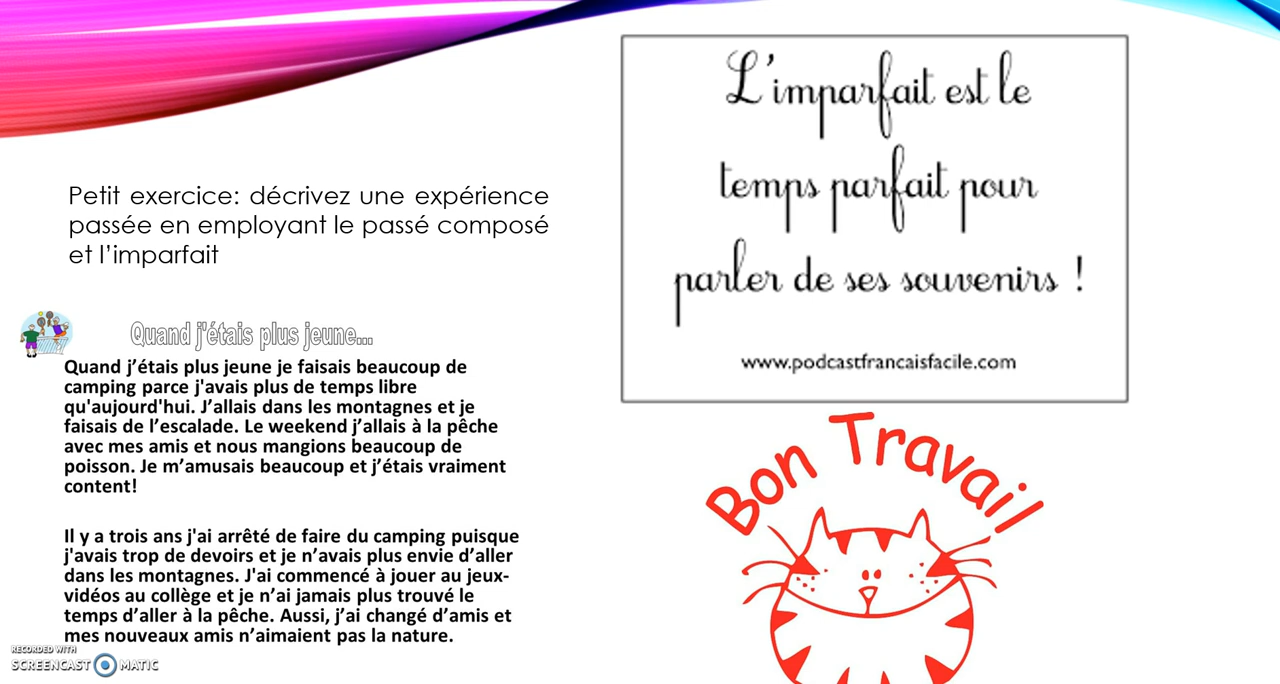 Petit exercice: décrivez une expérience
passée en employant le passé composé
et l’imparfait
Quand j'étais plus jeune...
Quand j’étais plus jeune je faisais beaucoup de
camping parce j'avais plus de temps libre
qu'aujourd'hui. J’allais dans les montagnes et je
faisais de l’escalade. Le weekend j’allais à la pêche
avec mes amis et nous mangions beaucoup de
poisson. Je m’amusais beaucoup et j’étais vraiment
content!
Il y a trois ans j'ai arrêté de faire du camping puisque
j'avais trop de devoirs et je n’avais plus envie d’aller
dans les montagnes. J'ai commencé à jouer au jeux-
vidéos au collège et je n’ai jamais plus trouvé le
temps d’aller à la pêche. Aussi, j’ai changé d’amis et
mes nouveaux amis n’aimaient pas la nature.
L’imparfait est le
temps parfait pour
parler de ses souvenirs !
www.podcastfrancaisfacile.com
Bon Travail
RECORDED WITH
SCREENCAST MATIC